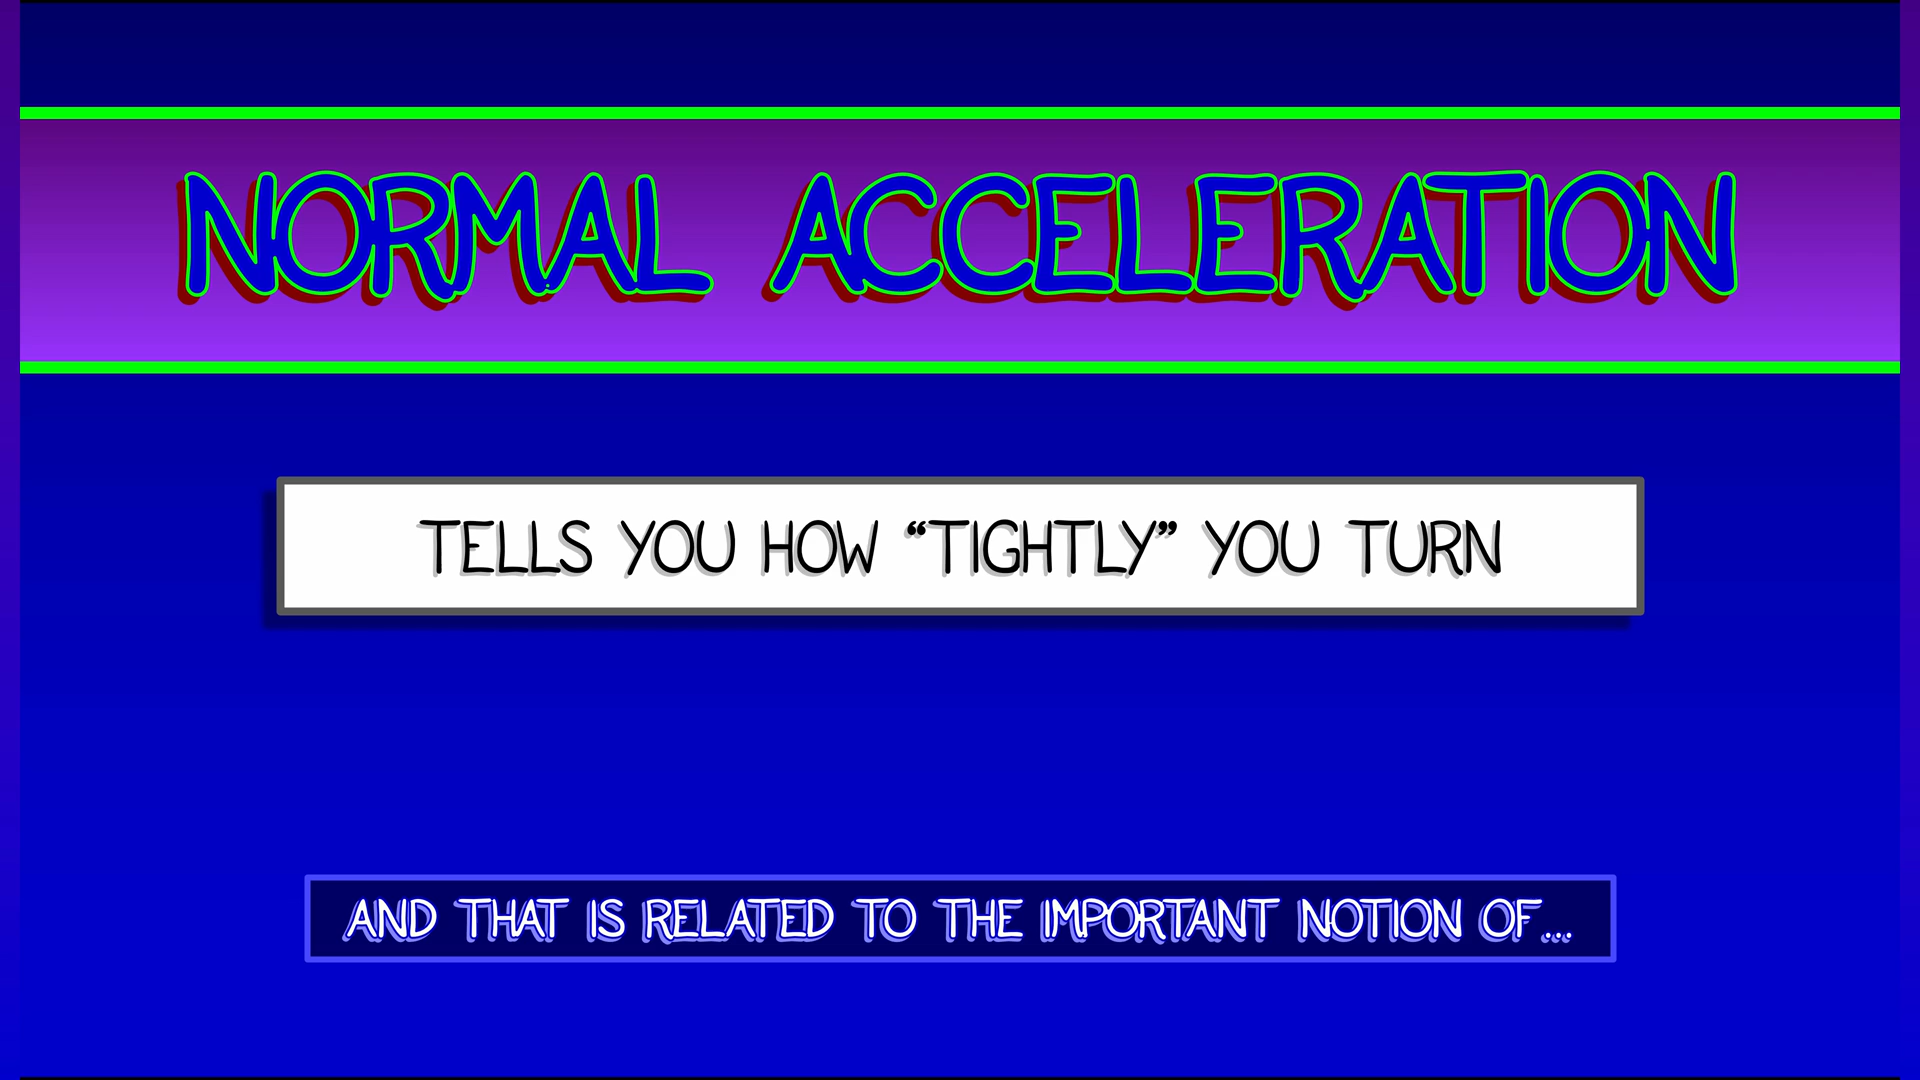 NORMAL ACCELERATION
TELLS YOU HOW “TIGHTLY” YOU TURN
AND THAT IS RELATED TO THE IMPORTANT NOTION OF...